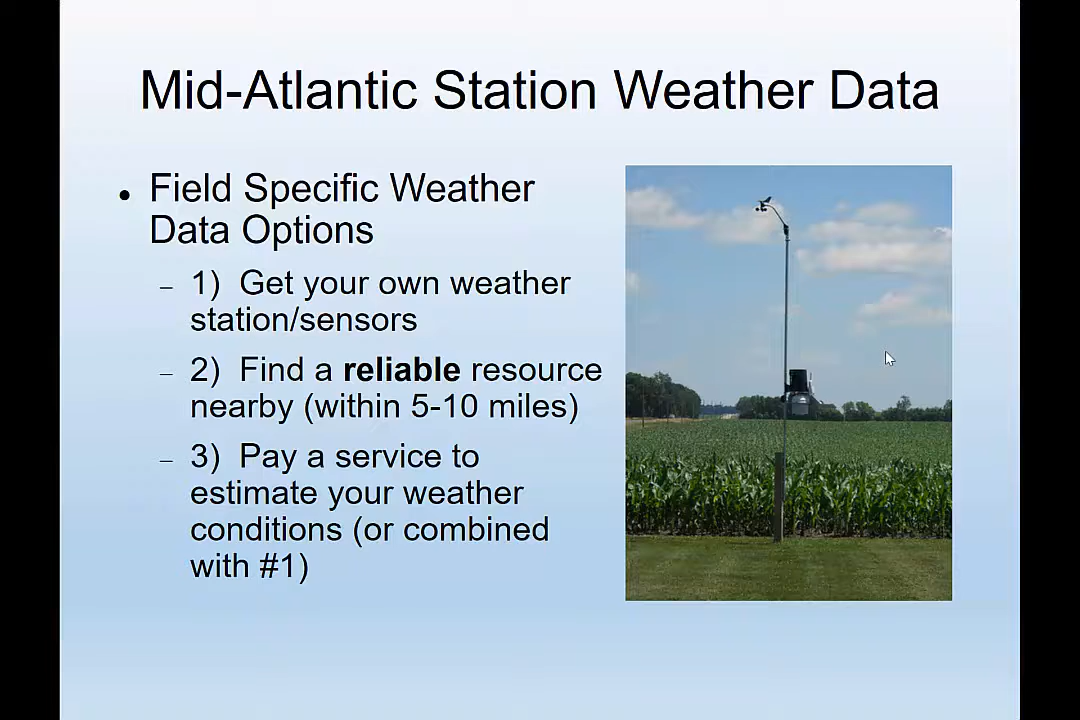 Mid-Atlantic Station Weather Data
● Field Specific Weather
Data Options
– 1) Get your own weather
station/sensors
– 2) Find a reliable resource
nearby (within 5-10 miles)
– 3) Pay a service to
estimate your weather
conditions (or combined
with #1)